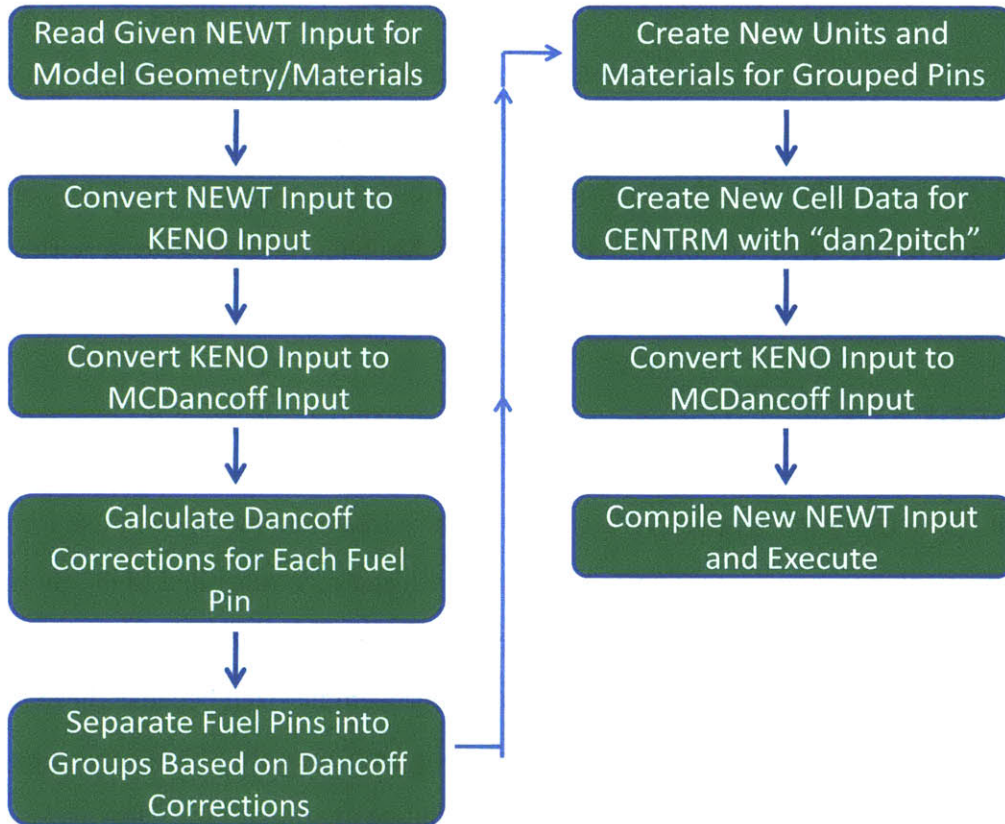 Read Given NEWT Input for
Model Geometry/Materials
Convert NEWT Input to
KENO Input
Convert KENO Input to
MCDancoff Input
Calculate Dancoff
Corrections for Each Fuel
Pin
Separate Fuel Pins into
Groups Based on Dancoff
Corrections
Create New Units and
Materials for Grouped Pins
Create New Cell Data for
CENTRM with “dan2pitch”
Convert KENO Input to
MCDancoff Input
Compile New NEWT Input
and Execute